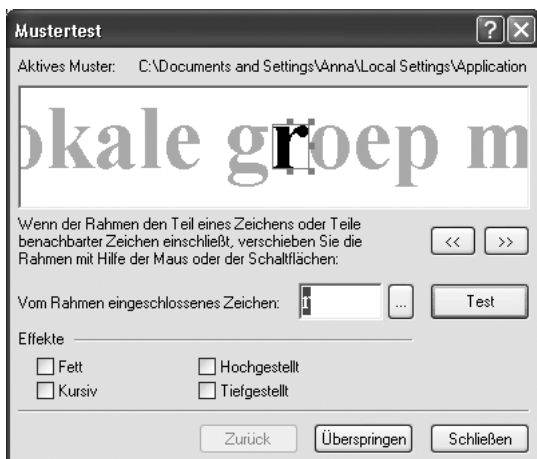 Mustertest
Aktives Muster: C:\Documents and Settings\Anna\Local Settings\Application
okale groep m
Wenn der Rahmen den Teil eines Zeichens oder Teile
benachbarter Zeichen einschließt, verschieben Sie die
Rahmen mit Hilfe der Maus oder der Schaltflächen:
<< >>
Vom Rahmen eingeschlossenes Zeichen: ... Test
Effekte
Fett Hochgestellt
Kursiv Tiefgestellt
Zurück Überspringen Schließen